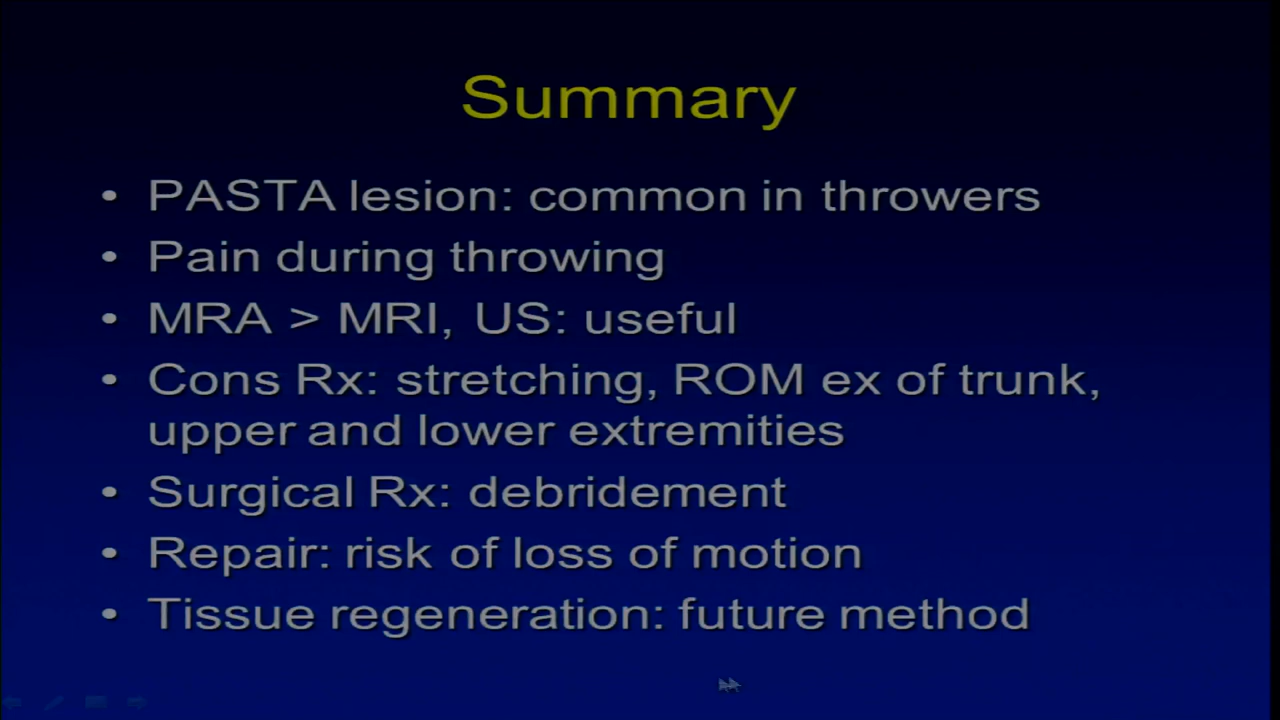 Summary
• PASTA lesion: common in throwers
• Pain during throwing
• MRA > MRI, US: useful
• Cons Rx: stretching, ROM ex of trunk,
upper and lower extremities
• Surgical Rx: debridement
• Repair: risk of loss of motion
• Tissue regeneration: future method